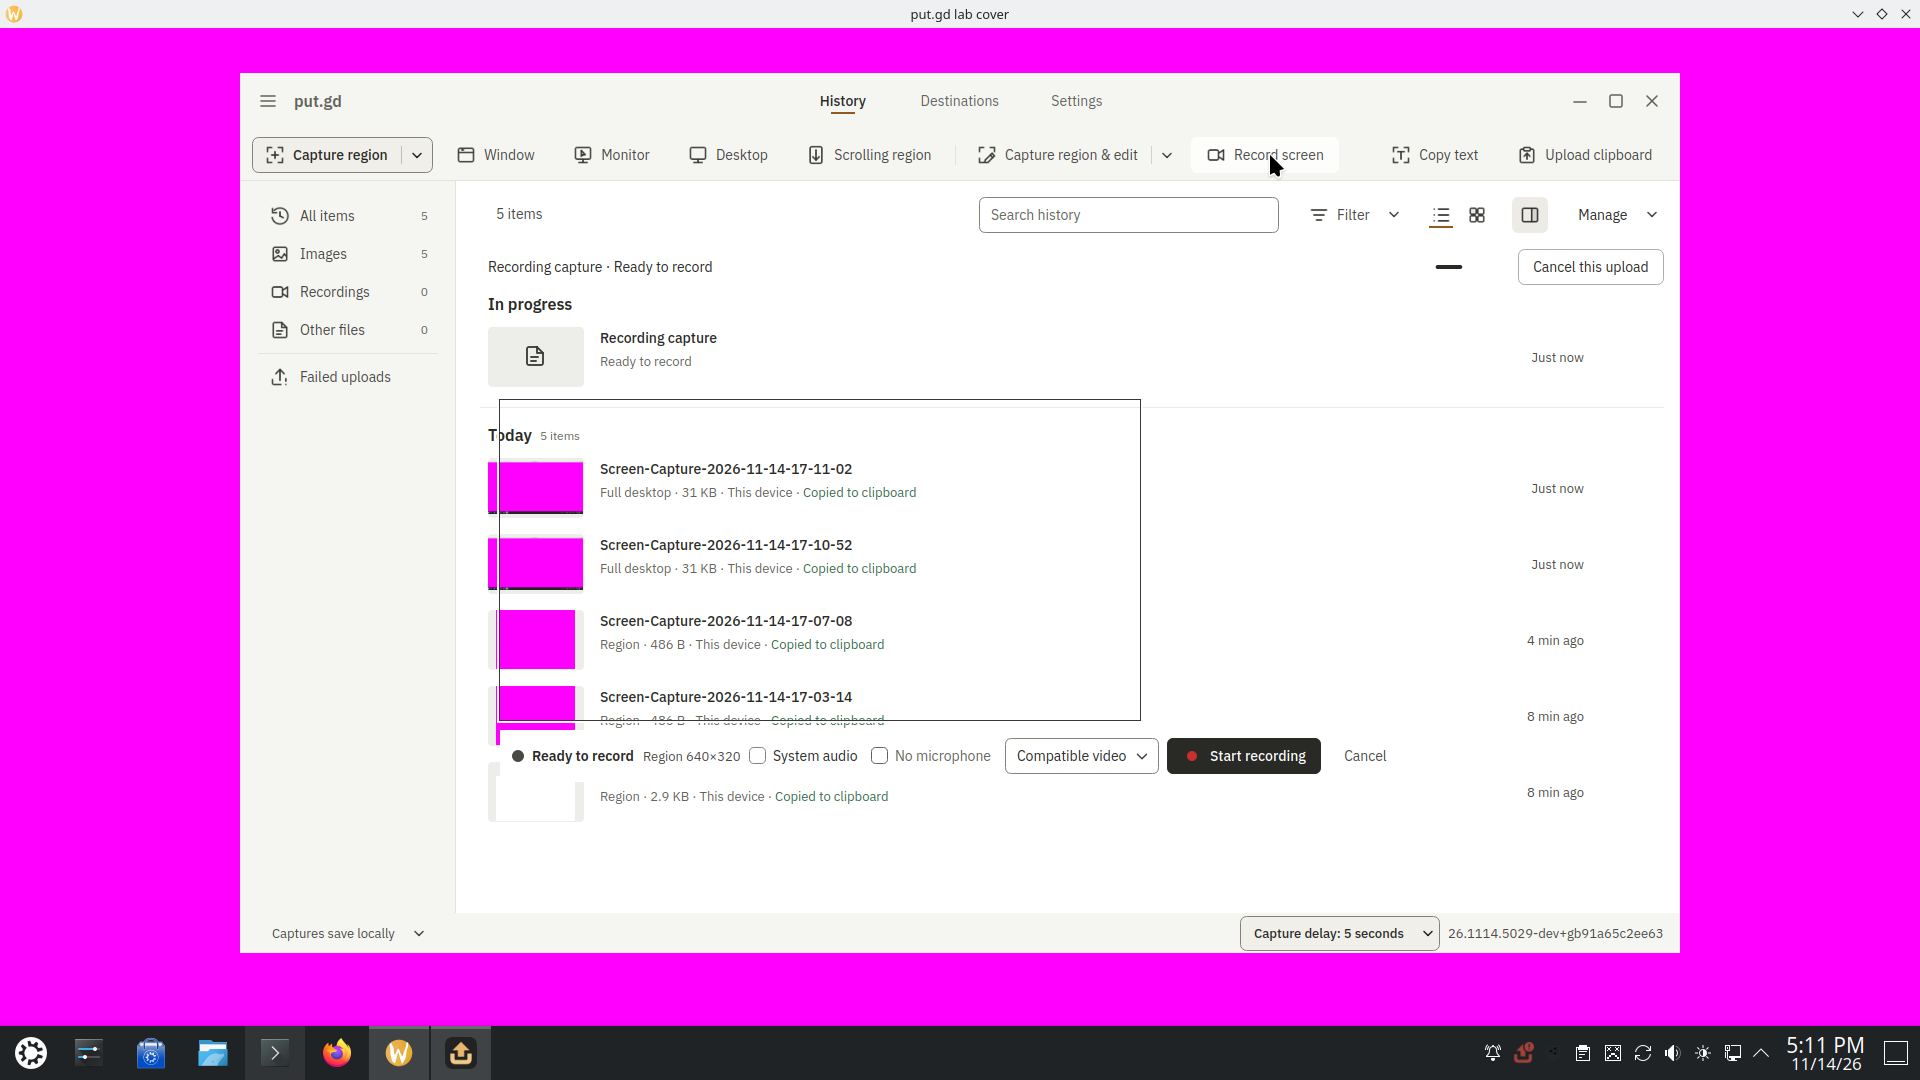 put.gd lab cover
put.gd
History
Destinations
Settings
Capture region
Window
Monitor
Desktop
Scrolling region
Capture region & edit
Record screen
Copy text
Upload clipboard
All items 5
Images 5
Recordings 0
Other files 0
Failed uploads
5 items
Search history
Filter
Manage
Recording capture · Ready to record
Cancel this upload
In progress
Recording capture
Ready to record
Just now
Today 5 items
Screen-Capture-2026-11-14-17-11-02
Full desktop · 31 KB · This device · Copied to clipboard
Just now
Screen-Capture-2026-11-14-17-10-52
Full desktop · 31 KB · This device · Copied to clipboard
Just now
Screen-Capture-2026-11-14-17-07-08
Region · 486 B · This device · Copied to clipboard
4 min ago
Screen-Capture-2026-11-14-17-03-14
Region · 486 B · This device · Copied to clipboard
8 min ago
Ready to record
Region 640×320
System audio
No microphone
Compatible video
Start recording
Cancel
Region · 2.9 KB · This device · Copied to clipboard
8 min ago
Captures save locally
Capture delay: 5 seconds
26.1114.5029-dev+gb91a65c2ee63
5:11 PM
11/14/26